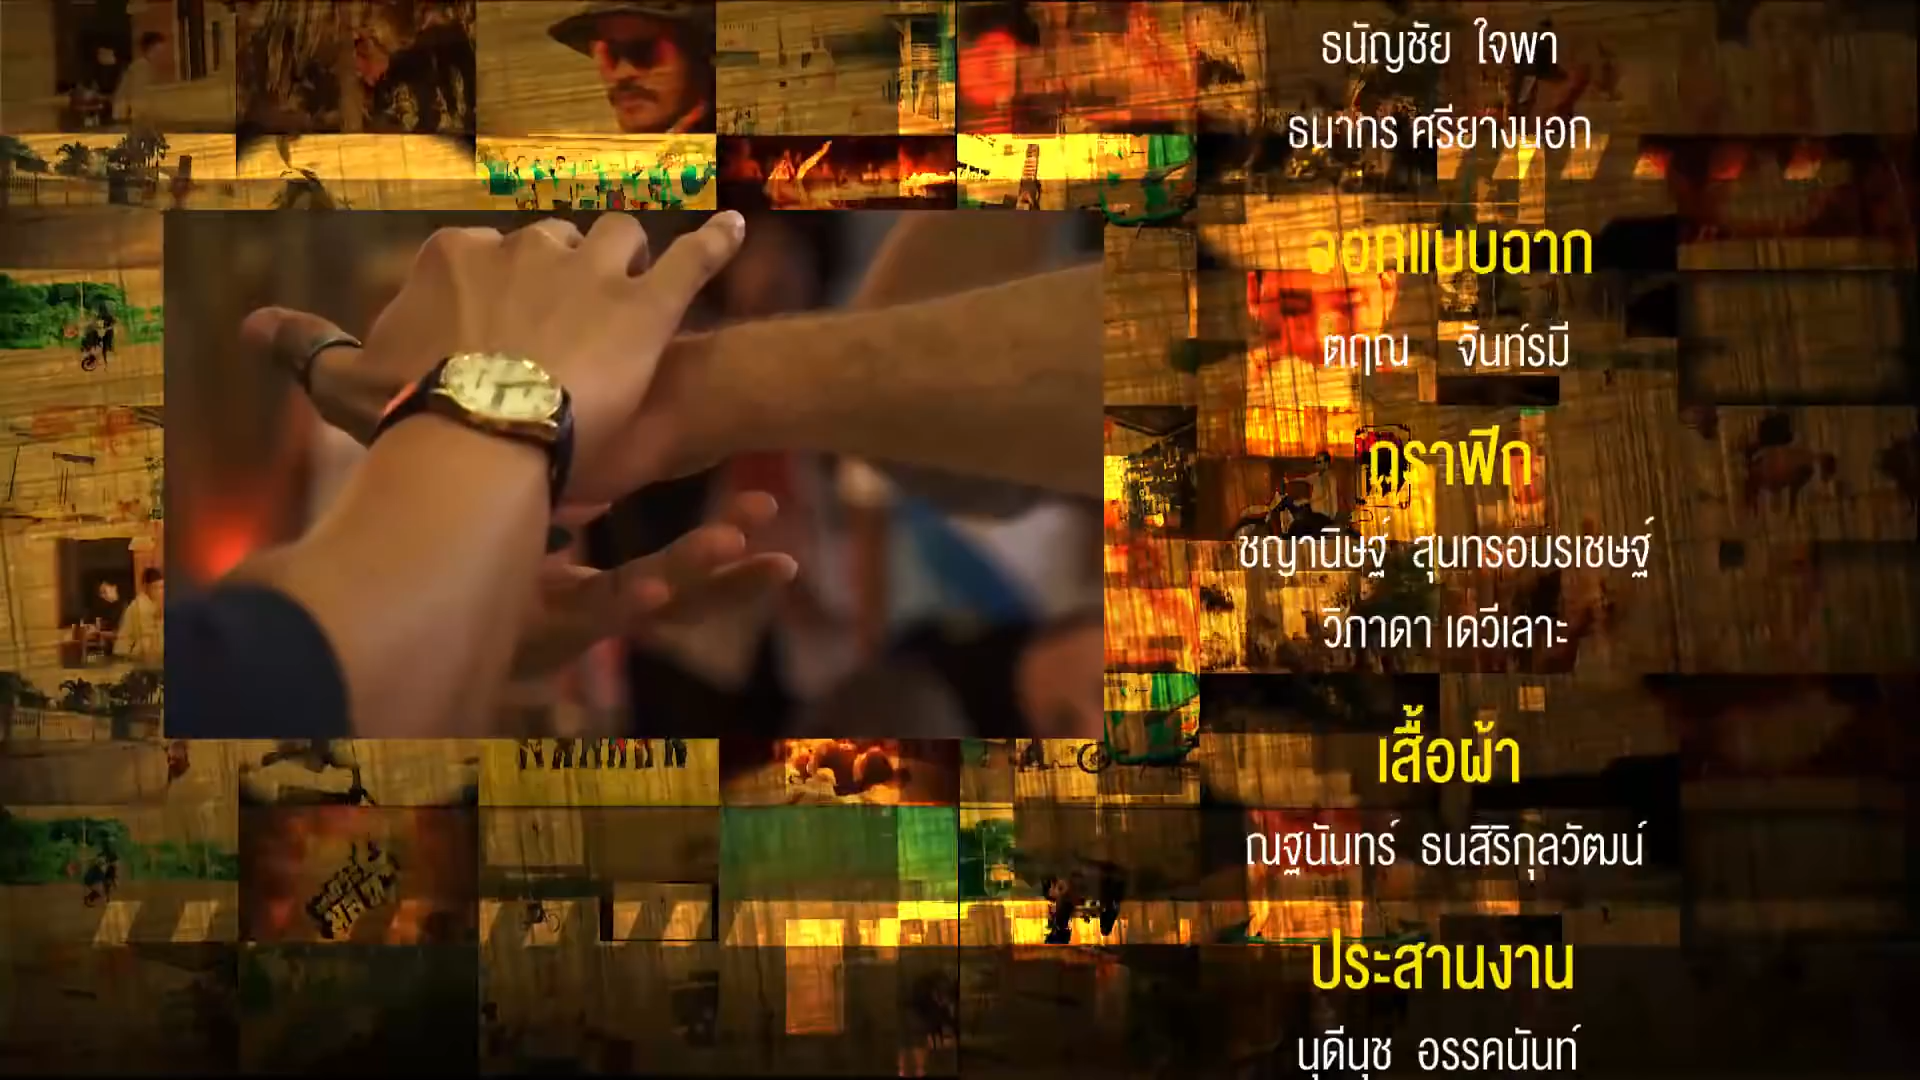 ธนัญชัย ใจพา
ธนากร ศรียางนอก
ออกแบบฉาก
ตฤณ จันทร์รมี
กราฟิก
ชญานิษฐ์ สุนทรอมรเชษฐ์
วิภาดา เดวีเลาะ
เสื้อผ้า
ณฐนันทร์ ธนสิริกุลวัฒน์
ประสานงาน
นุดีนุช อรรคนันท์